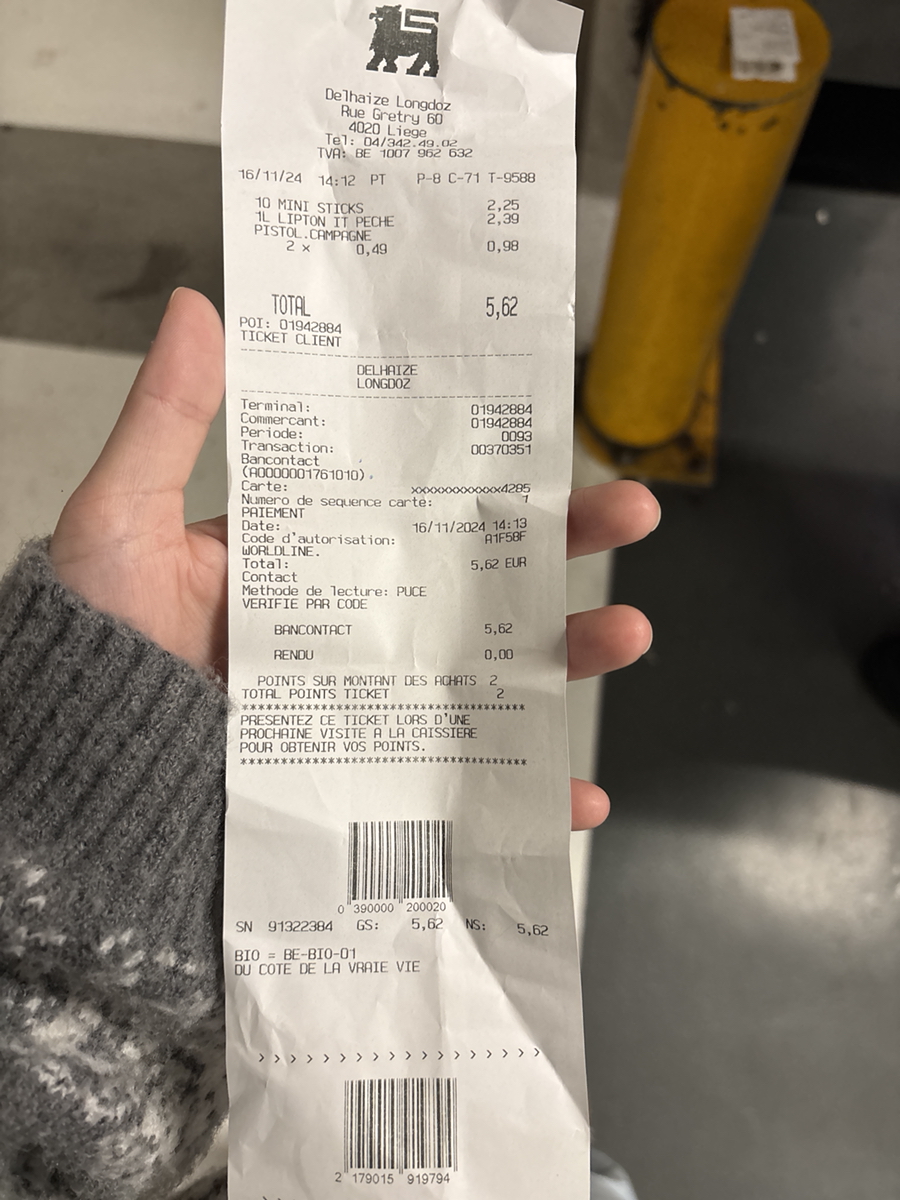 Delhaize Longdoz
Rue Gretry 60
4020 Liege
Tel: 04/342.49.02
TVA: BE 1007 962 632
16/11/24 14:12 PT P-8 C-71 T-9588
10 MINI STICKS 2,25
1L LIPTON IT PECHE 2,39
PISTOL.CAMPAGNE
2 x 0,49 0,98
TOTAL 5,62
POI: 01942884
TICKET CLIENT
--------------------------------
DELHAIZE
LONGDOZ
--------------------------------
Terminal: 01942884
Commercant: 01942884
Periode: 0093
Transaction: 00370351
Bancontact
(A0000001761010)
Carte: xxxxxxxxxxxxx4285
Numero de sequence carte: 1
PAIEMENT
Date: 16/11/2024 14:13
Code d'autorisation: A1F58F
WORLDLINE.
Total: 5,62 EUR
Contact
Methode de lecture: PUCE
VERIFIE PAR CODE
BANCONTACT 5,62
RENDU 0,00
POINTS SUR MONTANT DES ACHATS 2
TOTAL POINTS TICKET 2
***********************************
PRESENTEZ CE TICKET LORS D'UNE
PROCHAINE VISITE A LA CAISSIERE
POUR OBTENIR VOS POINTS.
***********************************
0 390000 200020
SN 91322384 GS: 5,62 NS: 5,62
BIO = BE-BIO-01
DU COTE DE LA VRAIE VIE
> > > > > > > > > > > > > > > > > >
2 179015 919794